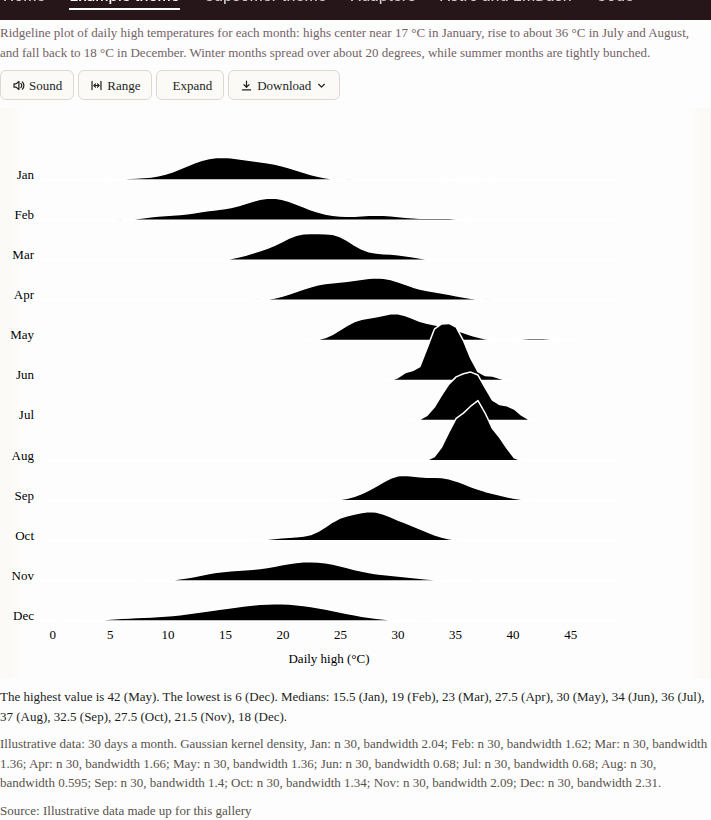 Ridgeline plot of daily high temperatures for each month: highs center near 17 °C in January, rise to about 36 °C in July and August,
and fall back to 18 °C in December. Winter months spread over about 20 degrees, while summer months are tightly bunched.
Sound Range Expand Download
Jan
Feb
Mar
Apr
May
Jun
Jul
Aug
Sep
Oct
Nov
Dec
0 5 10 15 20 25 30 35 40 45
Daily high (°C)
The highest value is 42 (May). The lowest is 6 (Dec). Medians: 15.5 (Jan), 19 (Feb), 23 (Mar), 27.5 (Apr), 30 (May), 34 (Jun), 36 (Jul),
37 (Aug), 32.5 (Sep), 27.5 (Oct), 21.5 (Nov), 18 (Dec).
Illustrative data: 30 days a month. Gaussian kernel density, Jan: n 30, bandwidth 2.04; Feb: n 30, bandwidth 1.62; Mar: n 30, bandwidth
1.36; Apr: n 30, bandwidth 1.66; May: n 30, bandwidth 1.36; Jun: n 30, bandwidth 0.68; Jul: n 30, bandwidth 0.68; Aug: n 30,
bandwidth 0.595; Sep: n 30, bandwidth 1.4; Oct: n 30, bandwidth 1.34; Nov: n 30, bandwidth 2.09; Dec: n 30, bandwidth 2.31.
Source: Illustrative data made up for this gallery